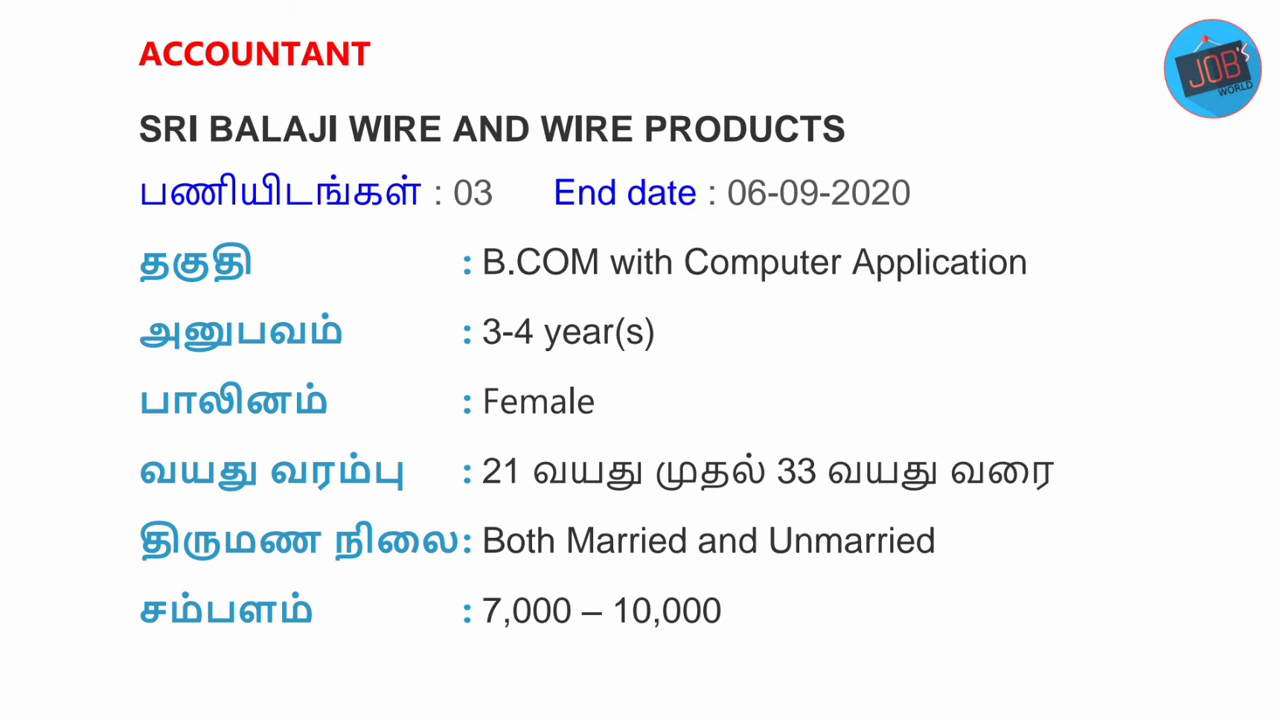 ACCOUNTANT
JOB'S
WORLD
SRI BALAJI WIRE AND WIRE PRODUCTS
பணியிடங்கள் : 03 End date : 06-09-2020
தகுதி : B.COM with Computer Application
அனுபவம் : 3-4 year(s)
பாலினம் : Female
வயது வரம்பு : 21 வயது முதல் 33 வயது வரை
திருமண நிலை : Both Married and Unmarried
சம்பளம் : 7,000 – 10,000